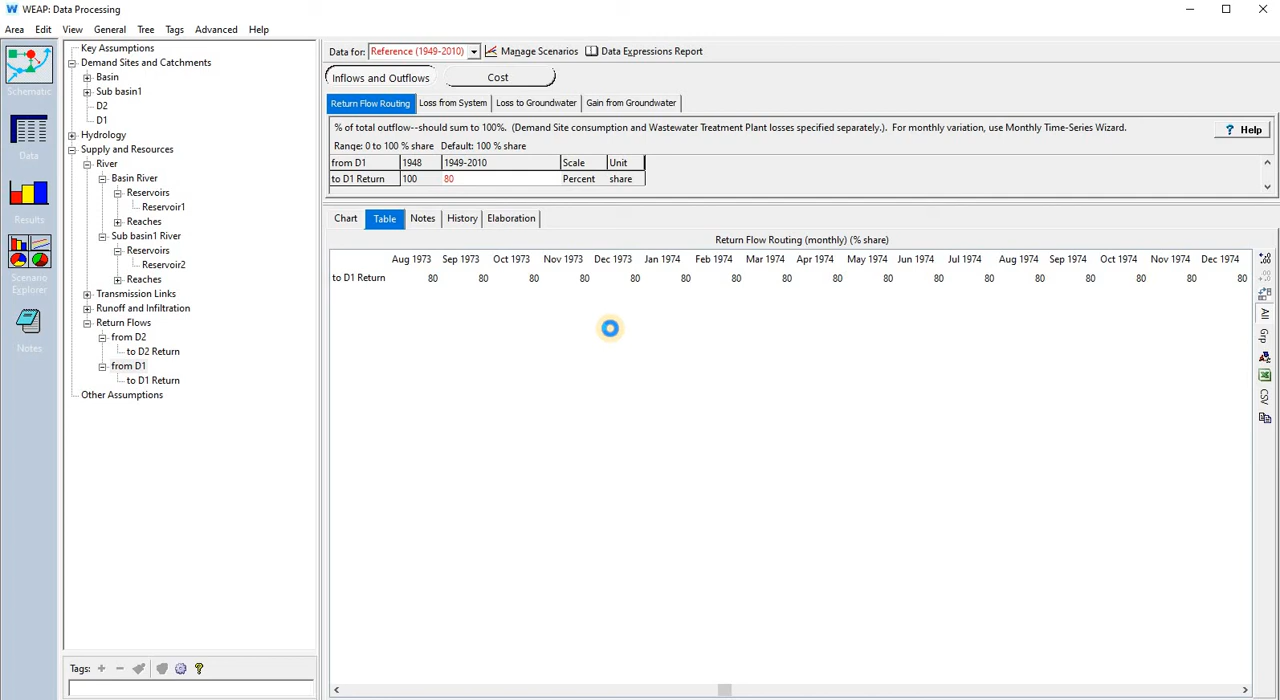 WEAP: Data Processing
Area Edit View General Tree Tags Advanced Help
Schematic
Data
Results
Scenario
Explorer
Notes
Key Assumptions
Demand Sites and Catchments
Basin
Sub basin1
D2
D1
Hydrology
Supply and Resources
River
Basin River
Reservoirs
Reservoir1
Reaches
Sub basin1 River
Reservoirs
Reservoir2
Reaches
Transmission Links
Runoff and Infiltration
Return Flows
from D2
to D2 Return
from D1
to D1 Return
Other Assumptions
Tags:
Data for: Reference (1949-2010) Manage Scenarios Data Expressions Report
Inflows and Outflows Cost
Return Flow Routing Loss from System Loss to Groundwater Gain from Groundwater
% of total outflow--should sum to 100%. (Demand Site consumption and Wastewater Treatment Plant losses specified separately.). For monthly variation, use Monthly Time-Series Wizard.
? Help
Range: 0 to 100 % share Default: 100 % share
from D1 1948 1949-2010 Scale Unit
to D1 Return 100 80 Percent share
Chart Table Notes History Elaboration
Return Flow Routing (monthly) (% share)
Aug 1973 Sep 1973 Oct 1973 Nov 1973 Dec 1973 Jan 1974 Feb 1974 Mar 1974 Apr 1974 May 1974 Jun 1974 Jul 1974 Aug 1974 Sep 1974 Oct 1974 Nov 1974 Dec 1974
to D1 Return 80 80 80 80 80 80 80 80 80 80 80 80 80 80 80 80 80
All
Grp
CSV